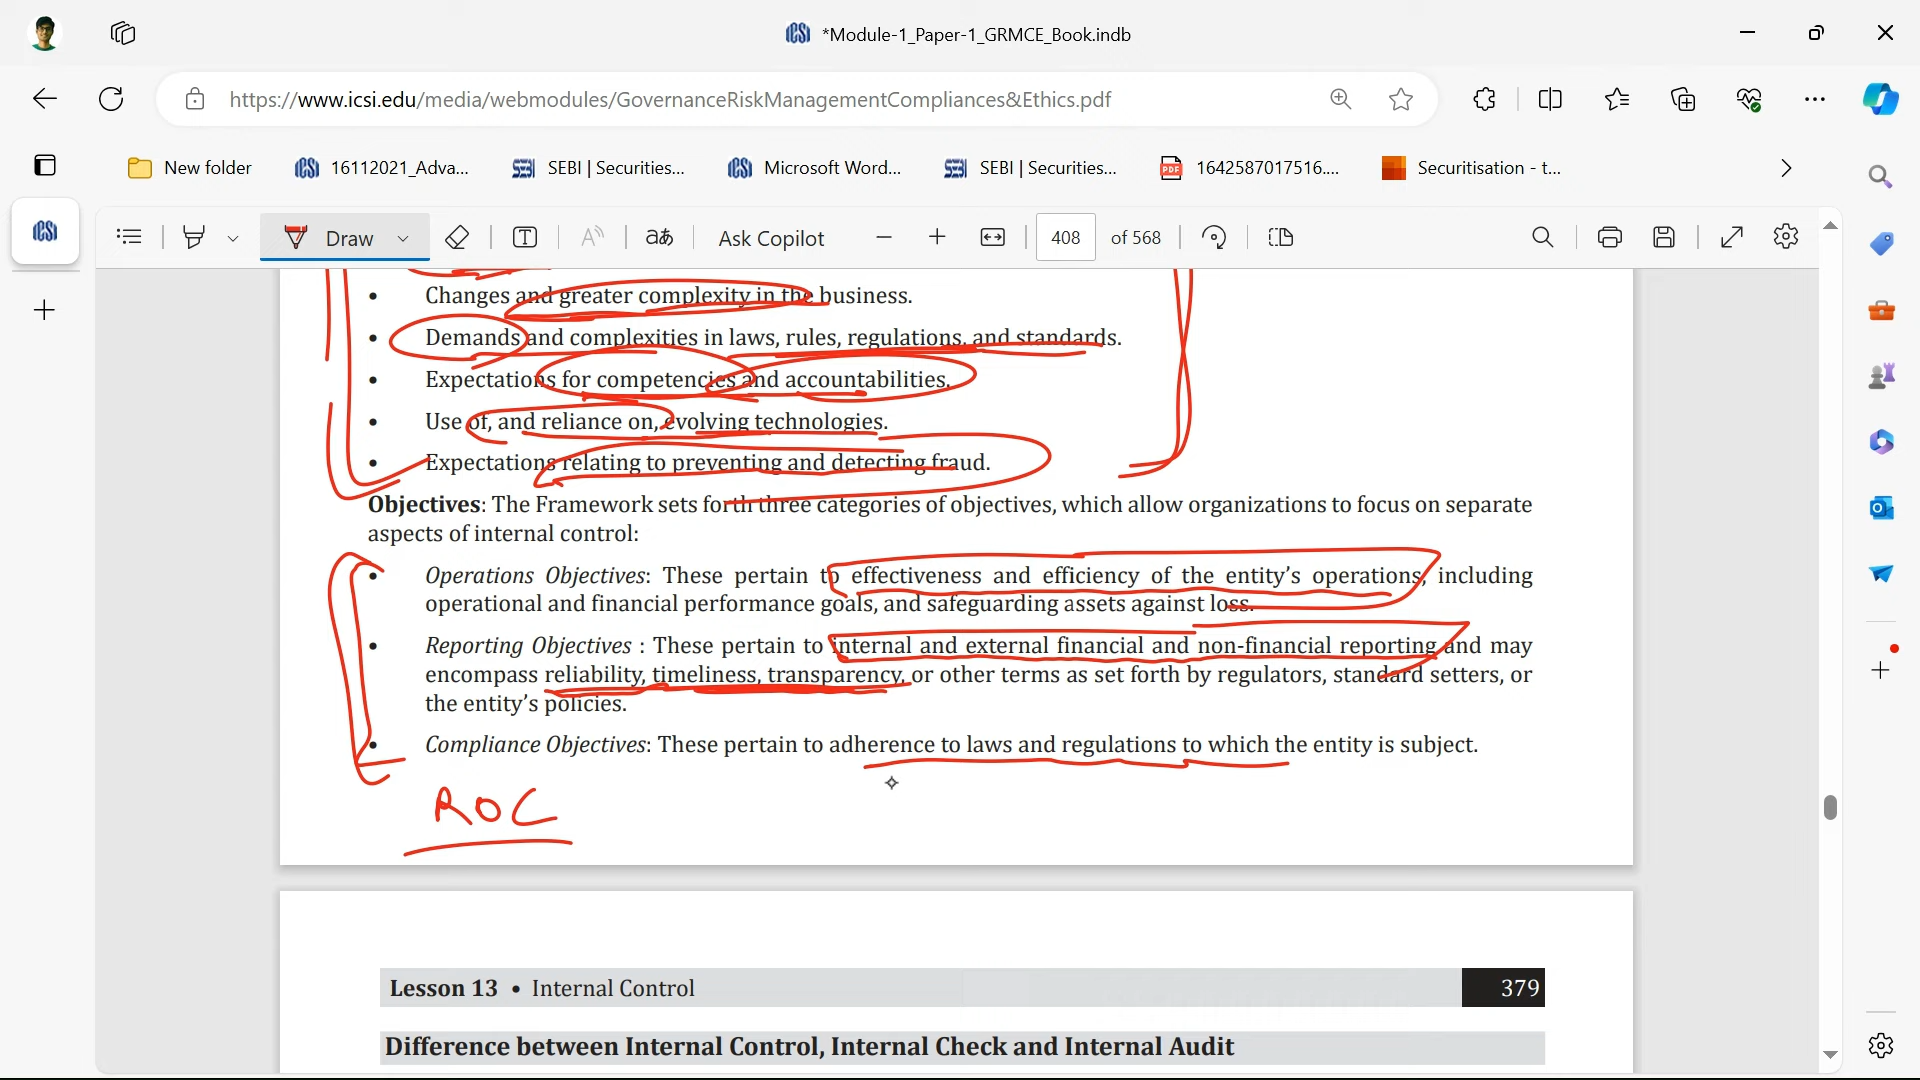 *Module-1_Paper-1_GRMCE_Book.indb
https://www.icsi.edu/media/webmodules/GovernanceRiskManagementCompliances&Ethics.pdf
New folder
16112021_Adva...
SEBI | Securities...
Microsoft Word...
SEBI | Securities...
1642587017516....
Securitisation - t...
Draw
Ask Copilot
408 of 568
• Changes and greater complexity in the business.
• Demands and complexities in laws, rules, regulations, and standards.
• Expectations for competencies and accountabilities.
• Use of, and reliance on, evolving technologies.
• Expectations relating to preventing and detecting fraud.
Objectives: The Framework sets forth three categories of objectives, which allow organizations to focus on separate
aspects of internal control:
• Operations Objectives: These pertain to effectiveness and efficiency of the entity's operations, including
operational and financial performance goals, and safeguarding assets against loss.
• Reporting Objectives : These pertain to internal and external financial and non-financial reporting and may
encompass reliability, timeliness, transparency, or other terms as set forth by regulators, standard setters, or
the entity's policies.
• Compliance Objectives: These pertain to adherence to laws and regulations to which the entity is subject.
ROC
Lesson 13 • Internal Control 379
Difference between Internal Control, Internal Check and Internal Audit